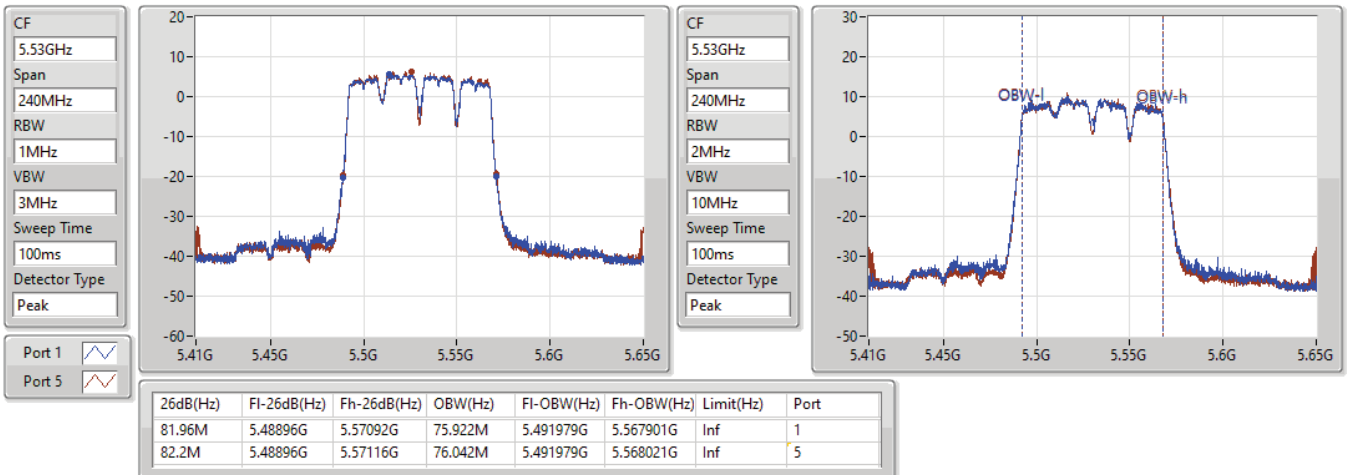 CF
5.53GHz
Span
240MHz
RBW
1MHz
VBW
3MHz
Sweep Time
100ms
Detector Type
Peak
Port 1
Port 5
20
10
0
-10
-20
-30
-40
-50
-60
5.41G 5.45G 5.5G 5.55G 5.6G 5.65G
CF
5.53GHz
Span
240MHz
RBW
2MHz
VBW
10MHz
Sweep Time
100ms
Detector Type
Peak
30
20
10
0
-10
-20
-30
-40
-50
OBW-l OBW-h
5.41G 5.45G 5.5G 5.55G 5.6G 5.65G
26dB(Hz) Fl-26dB(Hz) Fh-26dB(Hz) OBW(Hz) Fl-OBW(Hz) Fh-OBW(Hz) Limit(Hz) Port
81.96M 5.48896G 5.57092G 75.922M 5.491979G 5.567901G Inf 1
82.2M 5.48896G 5.57116G 76.042M 5.491979G 5.568021G Inf 5